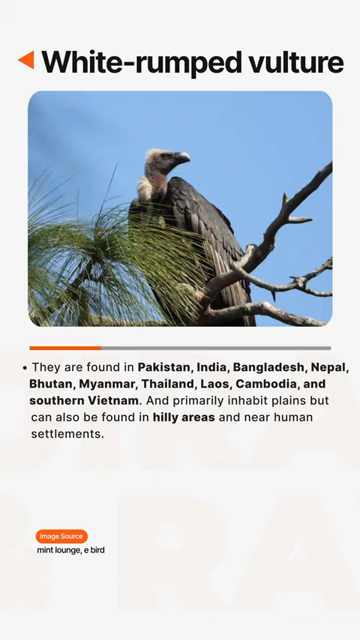 White-rumped vulture
• They are found in Pakistan, India, Bangladesh, Nepal,
Bhutan, Myanmar, Thailand, Laos, Cambodia, and
southern Vietnam. And primarily inhabit plains but
can also be found in hilly areas and near human
settlements.
Image Source
mint lounge, e bird